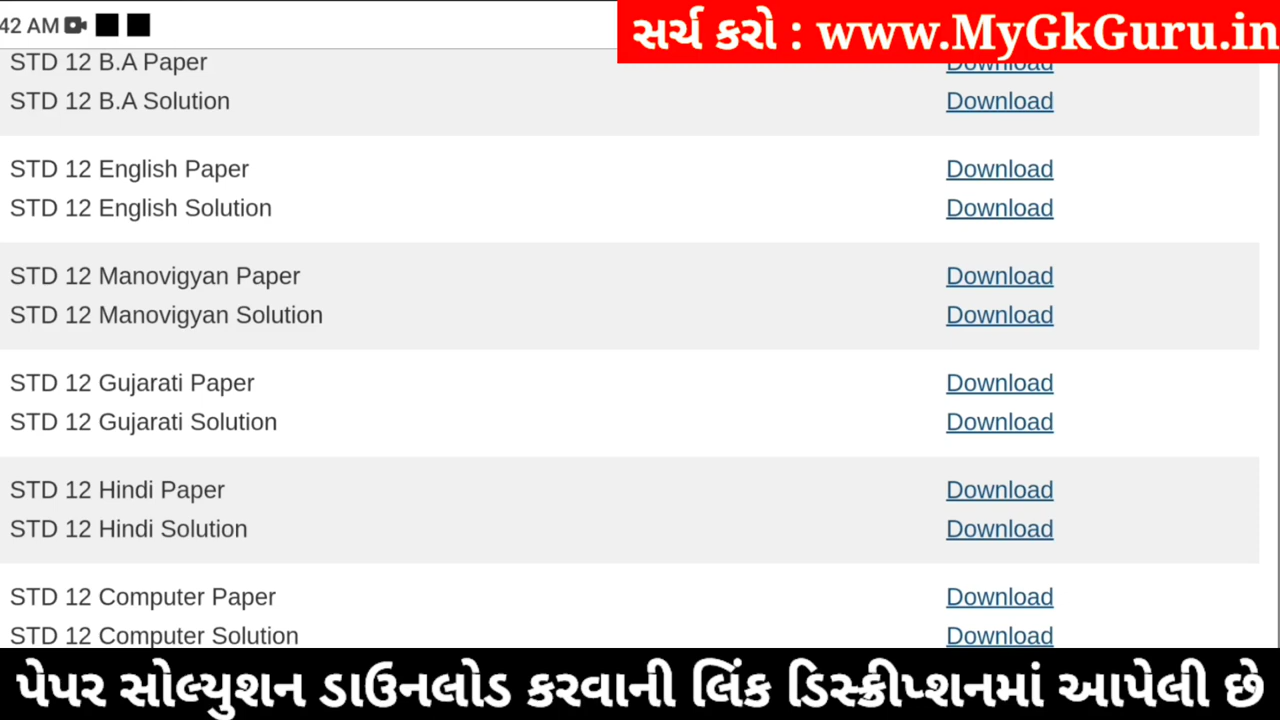 42 AM
સર્ચ કરો : www.MyGkGuru.in
STD 12 B.A Paper Download
STD 12 B.A Solution Download
STD 12 English Paper Download
STD 12 English Solution Download
STD 12 Manovigyan Paper Download
STD 12 Manovigyan Solution Download
STD 12 Gujarati Paper Download
STD 12 Gujarati Solution Download
STD 12 Hindi Paper Download
STD 12 Hindi Solution Download
STD 12 Computer Paper Download
STD 12 Computer Solution Download
પેપર સોલ્યુશન ડાઉનલોડ કરવાની લિંક ડિસ્ક્રીપ્શનમાં આપેલી છે